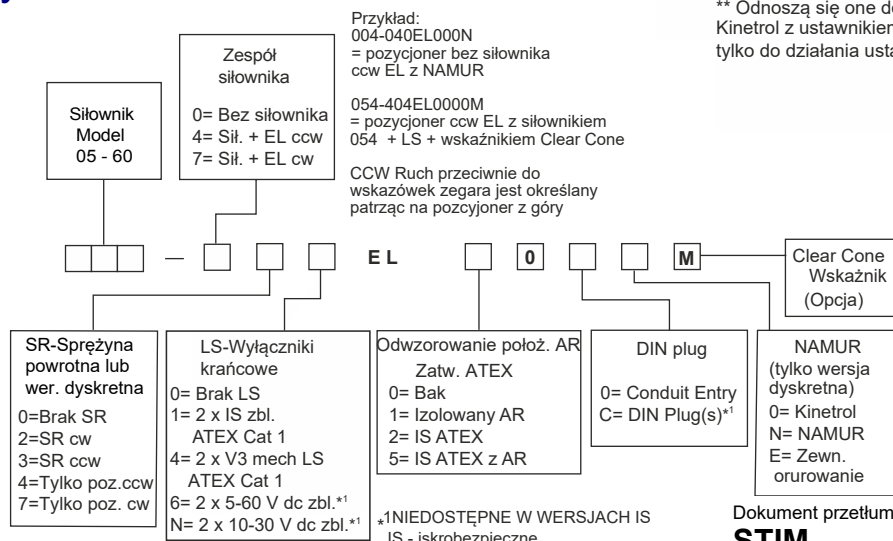 y
** Odnoszą się one do
Kinetrol z ustawnikiem
tylko do działania usta
Przykład:
004-040EL000N
= pozycjoner bez siłownika
ccw EL z NAMUR
054-404EL0000M
= pozycjoner ccw EL z siłownikiem
054 + LS + wskaźnikiem Clear Cone
CCW Ruch przeciwnie do
wskazówek zegara jest określany
patrząc na pozcyjoner z góry
Siłownik
Model
05 - 60
Zespół
siłownika
0= Bez siłownika
4= Sił. + EL ccw
7= Sił. + EL cw
— E L 0 M
Clear Cone
Wskaźnik
(Opcja)
SR-Sprężyna
powrotna lub
wer. dyskretna
0=Brak SR
2=SR cw
3=SR ccw
4=Tylko poz.ccw
7=Tylko poz. cw
LS-Wyłączniki
krańcowe
0= Brak LS
1= 2 x IS zbl.
ATEX Cat 1
4= 2 x V3 mech LS
ATEX Cat 1
6= 2 x 5-60 V dc zbl.*1
N= 2 x 10-30 V dc zbl.*1
Odwzorowanie położ. AR
Zatw. ATEX
0= Bak
1= Izolowany AR
2= IS ATEX
5= IS ATEX z AR
DIN plug
0= Conduit Entry
C= DIN Plug(s)*1
NAMUR
(tylko wersja
dyskretna)
0= Kinetrol
N= NAMUR
E= Zewn.
orurowanie
*1NIEDOSTĘPNE W WERSJACH IS
IS - iskrobezpieczne
Dokument przetłum
STIM